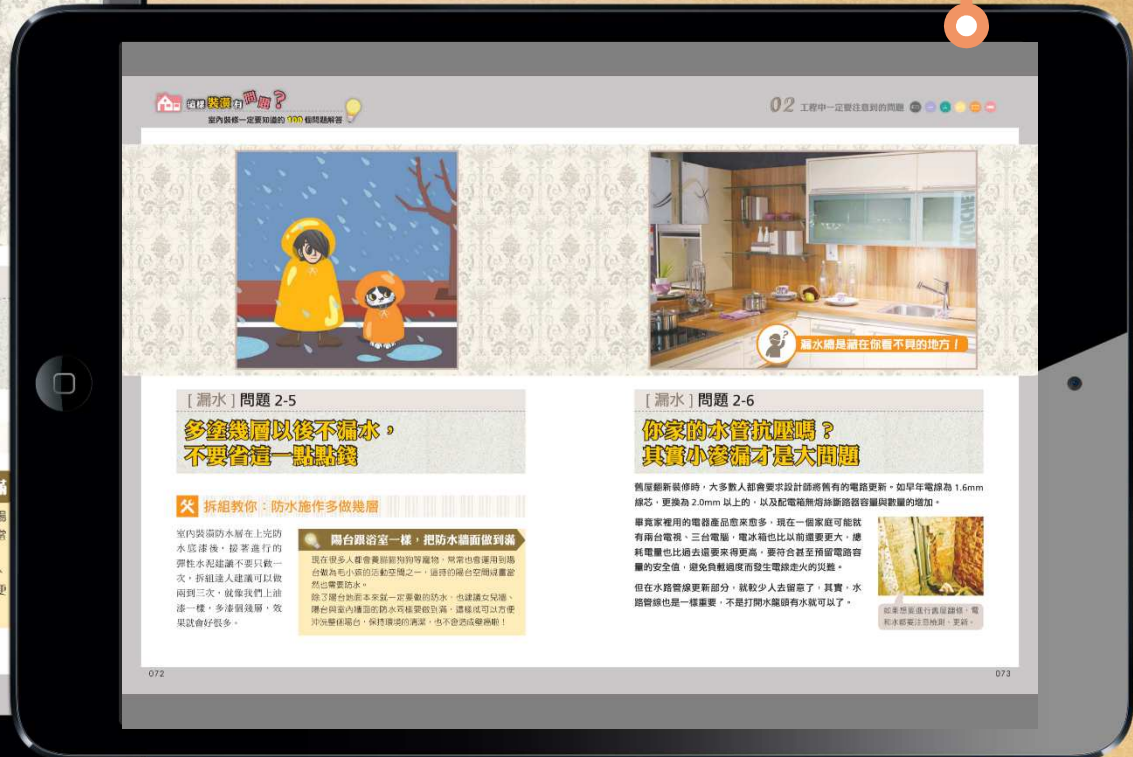 這樣裝潢有問題?
室內裝修一定要知道的 100 個問題解答
[ 漏水 ] 問題 2-5
多塗幾層以後不漏水,
不要省這一點點錢
拆組教你：防水施作多做幾層
室內裝潢防水層在上完防
水底漆後，接著進行的
彈性水泥建議不要只做一
次，拆組達人建議可以做
兩到三次，就像我們上油
漆一樣，多漆個幾層，效
果就會好很多。
陽台跟浴室一樣，把防水牆面做到滿
現在很多人都會養貓貓狗狗等寵物，常常也會運用到陽
台做為毛小孩的活動空間之一，這時的陽台空間規畫當
然也需要防水。
除了陽台地面本來就一定要做的防水，也建議女兒牆、
陽台與室內牆面的防水同樣要做到滿，這樣或可以方便
沖洗整個陽台，保持環境的清潔，也不會造成壁癌喔！
072
02 工程中一定要注意到的問題
KÜCHE
漏水總是藏在你看不見的地方！
[ 漏水 ] 問題 2-6
你家的水管抗壓嗎？
其實小滲漏才是大問題
舊屋翻新裝修時，大多數人都會要求設計師將舊有的電路更新。如早年電線為 1.6mm
線芯，更換為 2.0mm 以上的，以及配電箱無熔絲斷路器容量與數量的增加。
畢竟家裡用的電器產品愈來愈多，現在一個家庭可能就
有兩台電視、三台電腦，電冰箱也比以前還要更大，總
耗電量也比過去還要來得更高，要符合甚至預留電路容
量的安全值，避免負載過度而發生電線走火的災難。
但在水路管線更新部分，就較少人去留意了，其實，水
路管線也是一樣重要，不是打開水龍頭有水就可以了。
如果想要進行舊屋翻修，電
和水都要注意檢測、更新。
073